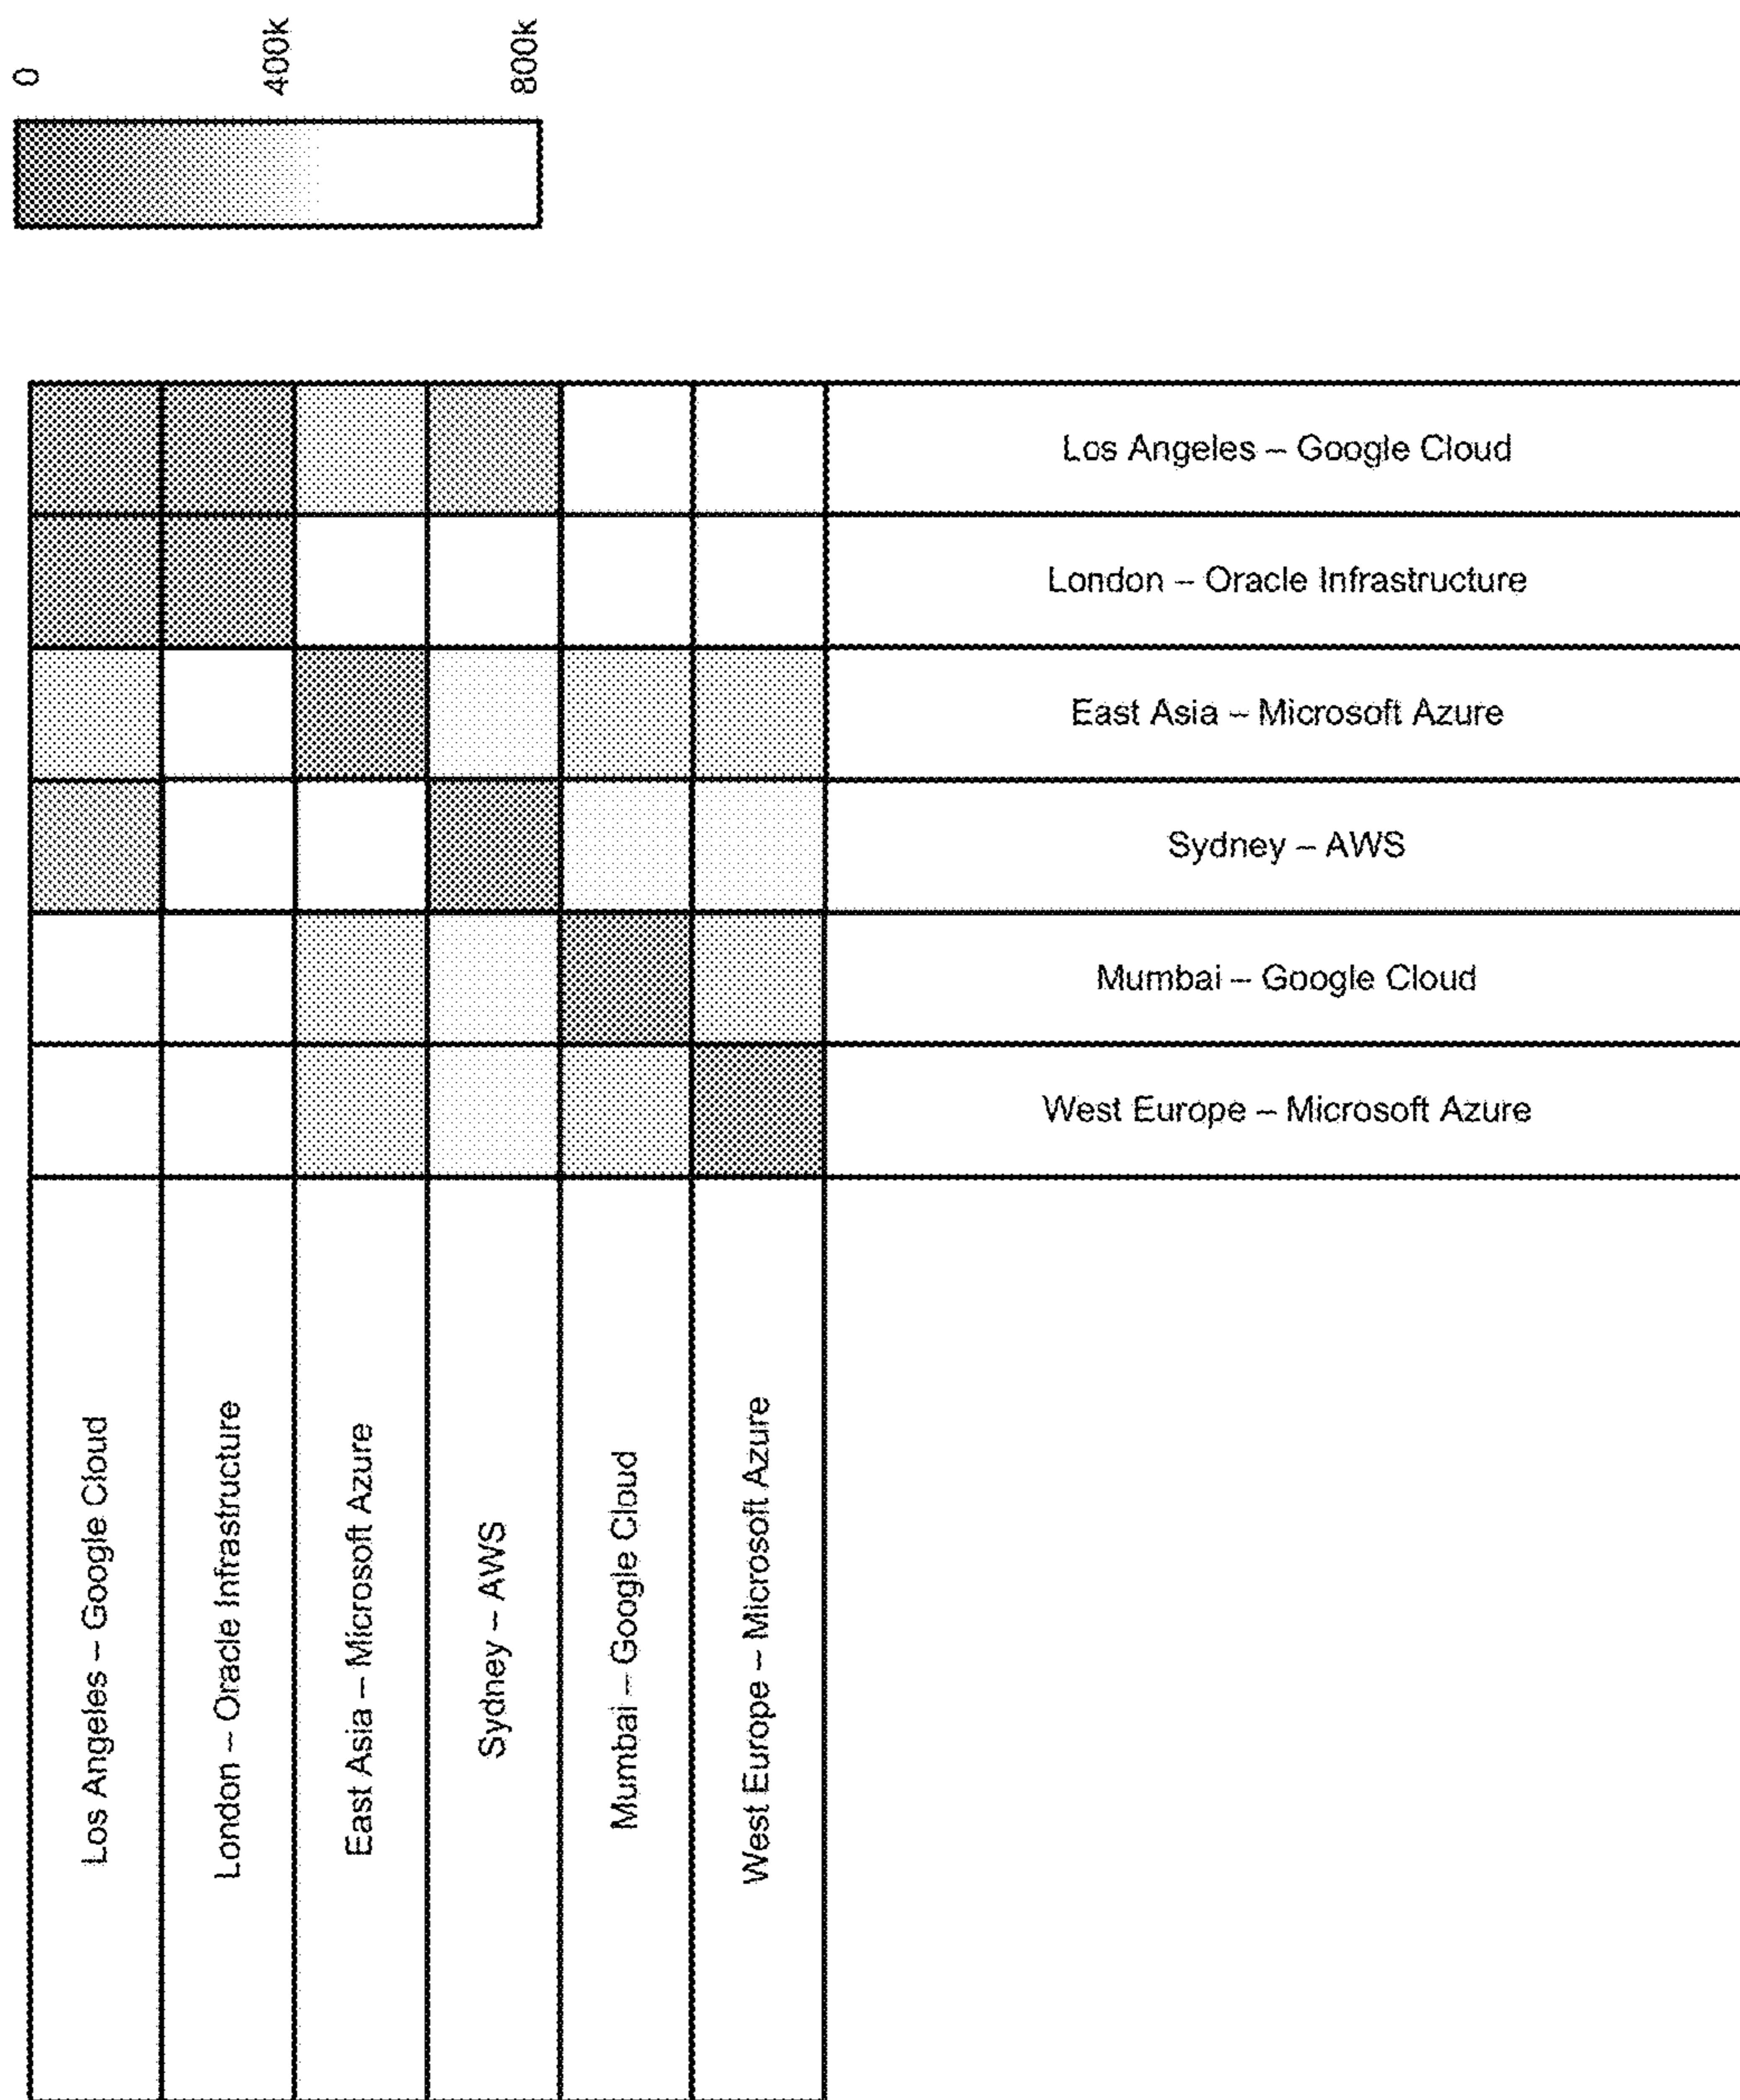 0
400k
800k
Los Angeles – Google Cloud
London – Oracle Infrastructure
East Asia – Microsoft Azure
Sydney – AWS
Mumbai – Google Cloud
West Europe – Microsoft Azure
Los Angeles – Google Cloud
London – Oracle Infrastructure
East Asia – Microsoft Azure
Sydney – AWS
Mumbai – Google Cloud
West Europe – Microsoft Azure